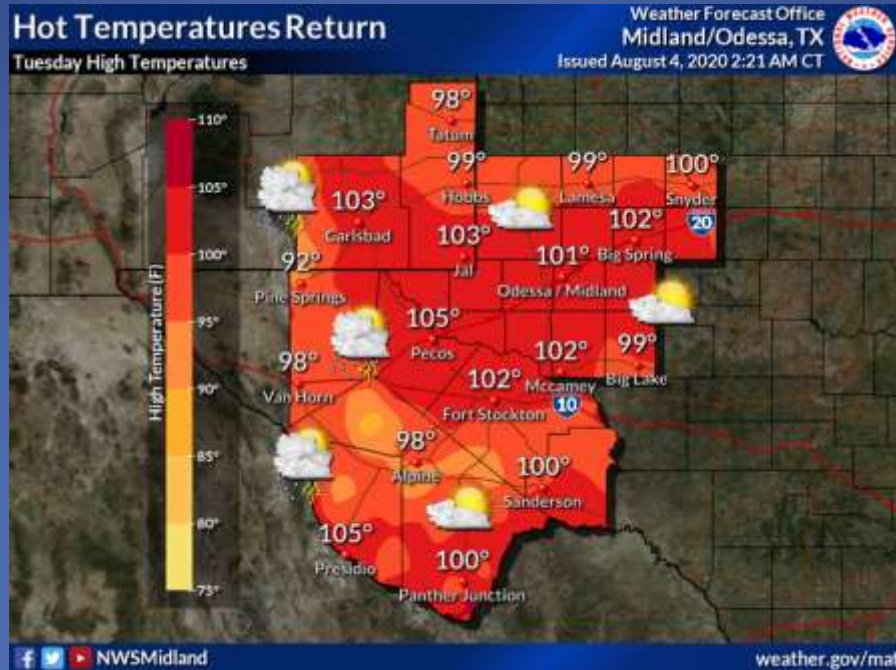 Hot Temperatures Return
Tuesday High Temperatures
Weather Forecast Office
Midland/Odessa, TX
Issued August 4, 2020 2:21 AM CT
High Temperature (F)
110°
105°
100°
95°
90°
85°
80°
75°
98°
Tatum
99°
Hobbs
99°
Lamesa
100°
Snyder
20
103°
Carlsbad
103°
Jal
102°
Big Spring
101°
Odessa / Midland
92°
Pine Springs
105°
Pecos
99°
Big Lake
102°
Mccamey
98°
Van Horn
102°
Fort Stockton
10
98°
Alpine
100°
Sanderson
105°
Presidio
100°
Panther Junction
NWSMidland
weather.gov/maf